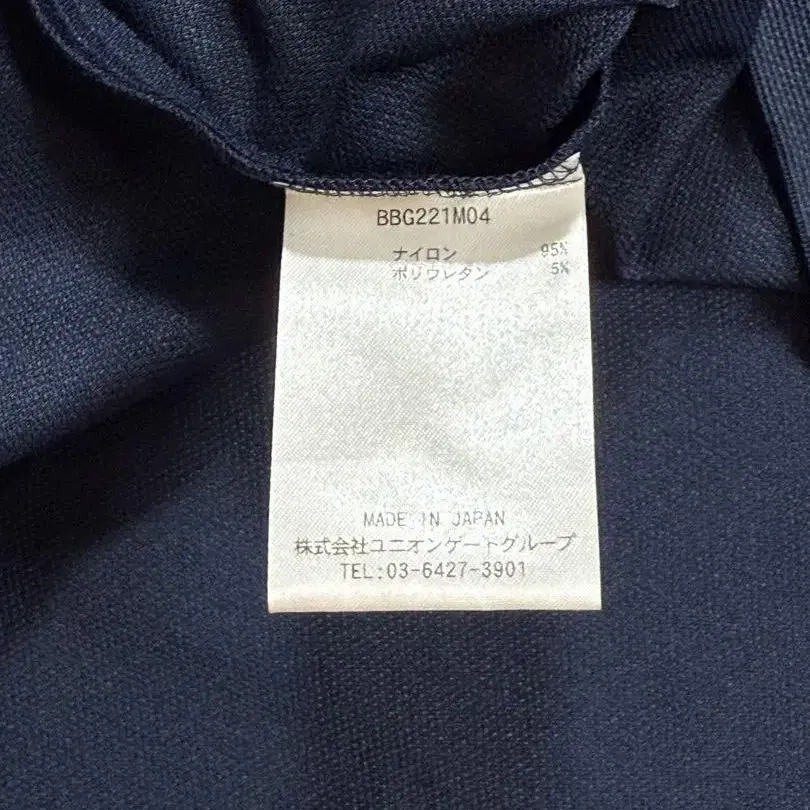 BBG221M04
ナイロン 95%
ポリウレタン 5%
MADE IN JAPAN
株式会社ユニオンゲートグループ
TEL:03-6427-3901